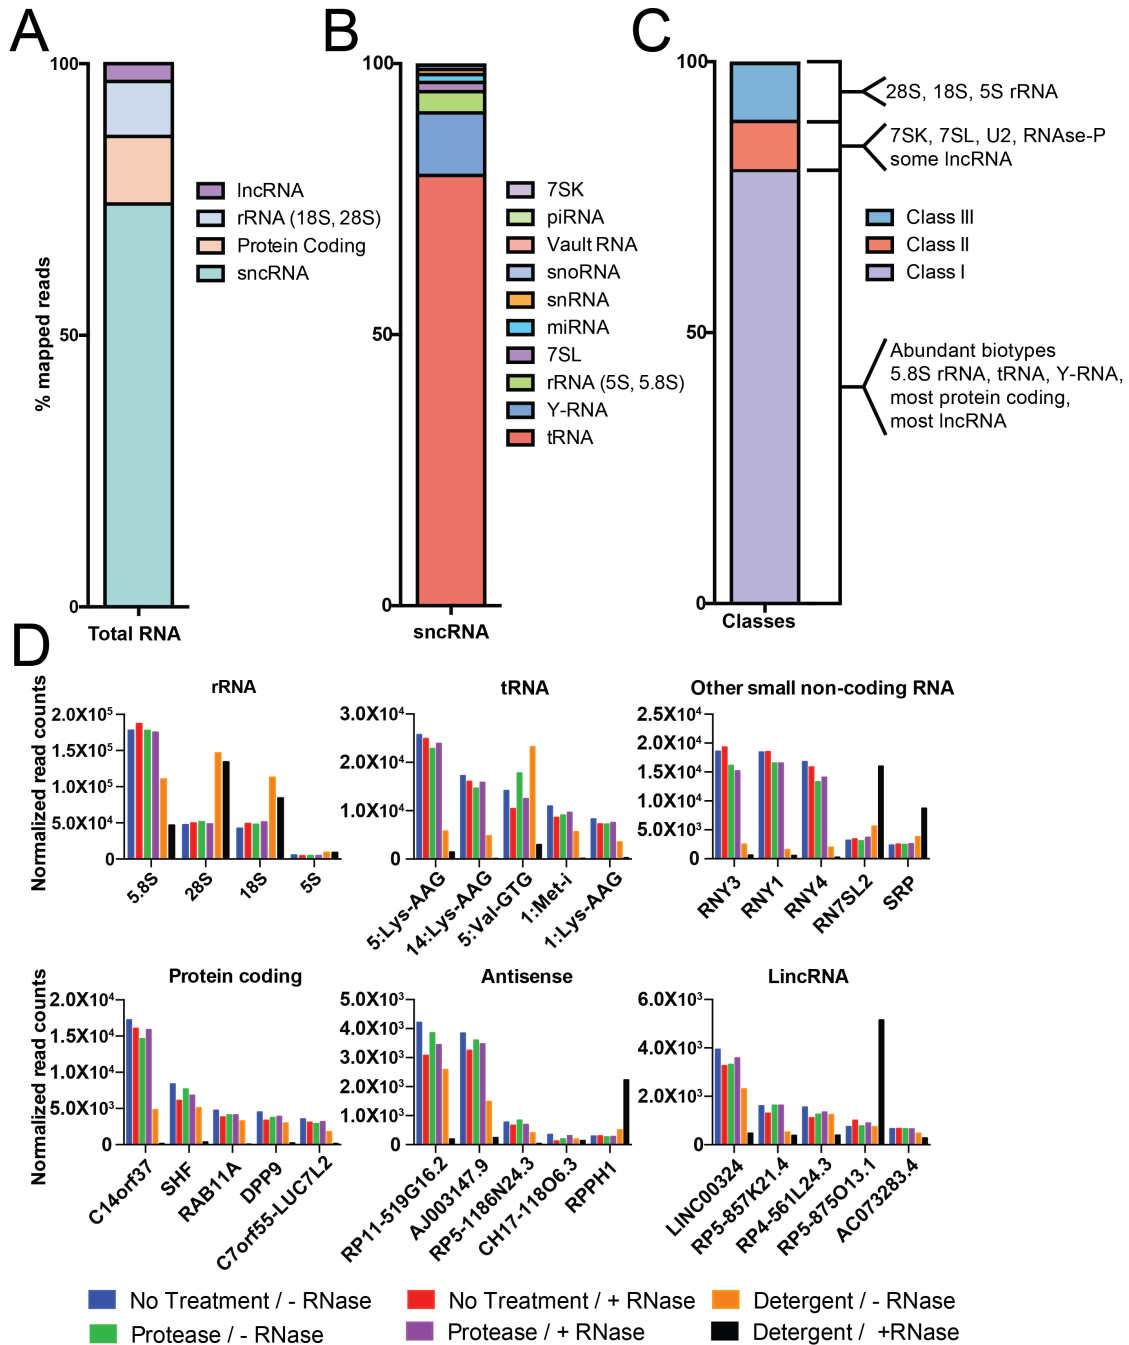 A
100
50
0
% mapped reads
Total RNA
lncRNA
rRNA (18S, 28S)
Protein Coding
sncRNA
B
100
50
0
sncRNA
7SK
piRNA
Vault RNA
snoRNA
snRNA
miRNA
7SL
rRNA (5S, 5.8S)
Y-RNA
tRNA
C
100
50
0
Classes
28S, 18S, 5S rRNA
7SK, 7SL, U2, RNAse-P
some lncRNA
Class III
Class II
Class I
Abundant biotypes
5.8S rRNA, tRNA, Y-RNA,
most protein coding,
most lncRNA
D
rRNA
Normalized read counts
2.0X10⁵
1.5X10⁵
1.0X10⁵
5.0X10⁴
0
5.8S
28S
18S
5S
tRNA
3.0X10⁴
2.0X10⁴
1.0X10⁴
0
5:Lys-AAG
14:Lys-AAG
5:Val-GTG
1:Met-i
1:Lys-AAG
Other small non-coding RNA
2.5X10⁴
2.0X10⁴
1.5X10⁴
1.0X10⁴
5.0X10³
0
RNY3
RNY1
RNY4
RN7SL2
SRP
Protein coding
Normalized read counts
2.0X10⁴
1.5X10⁴
1.0X10⁴
5.0X10³
0
C14orf37
SHF
RAB11A
DPP9
C7orf55-LUC7L2
Antisense
5.0X10³
4.0X10³
3.0X10³
2.0X10³
1.0X10³
0
RP11-519G16.2
AJ003147.9
RP5-1186N24.3
CH17-118O6.3
RPPH1
LincRNA
6.0X10³
4.0X10³
2.0X10³
0
LINC00324
RP5-857K21.4
RP4-561L24.3
RP5-875O13.1
AC073283.4
No Treatment / - RNase
No Treatment / + RNase
Detergent / - RNase
Protease / - RNase
Protease / + RNase
Detergent / +RNase